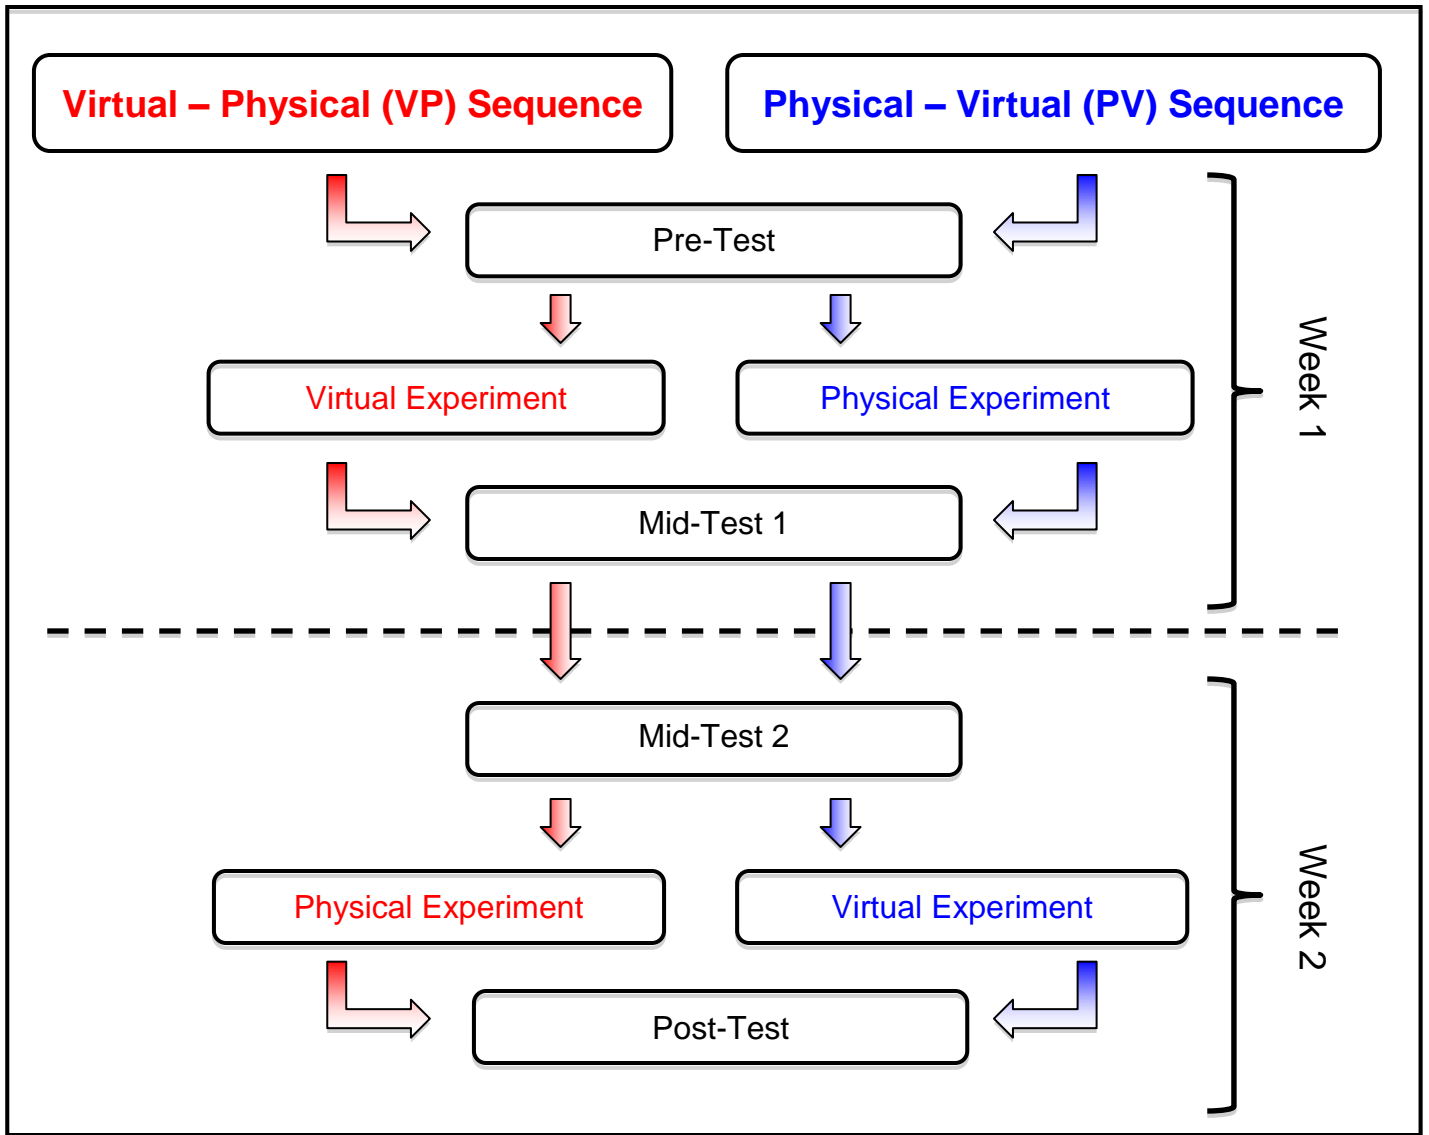 Virtual – Physical (VP) Sequence
Physical – Virtual (PV) Sequence
Pre-Test
Virtual Experiment
Physical Experiment
Mid-Test 1
Week 1
Mid-Test 2
Physical Experiment
Virtual Experiment
Post-Test
Week 2